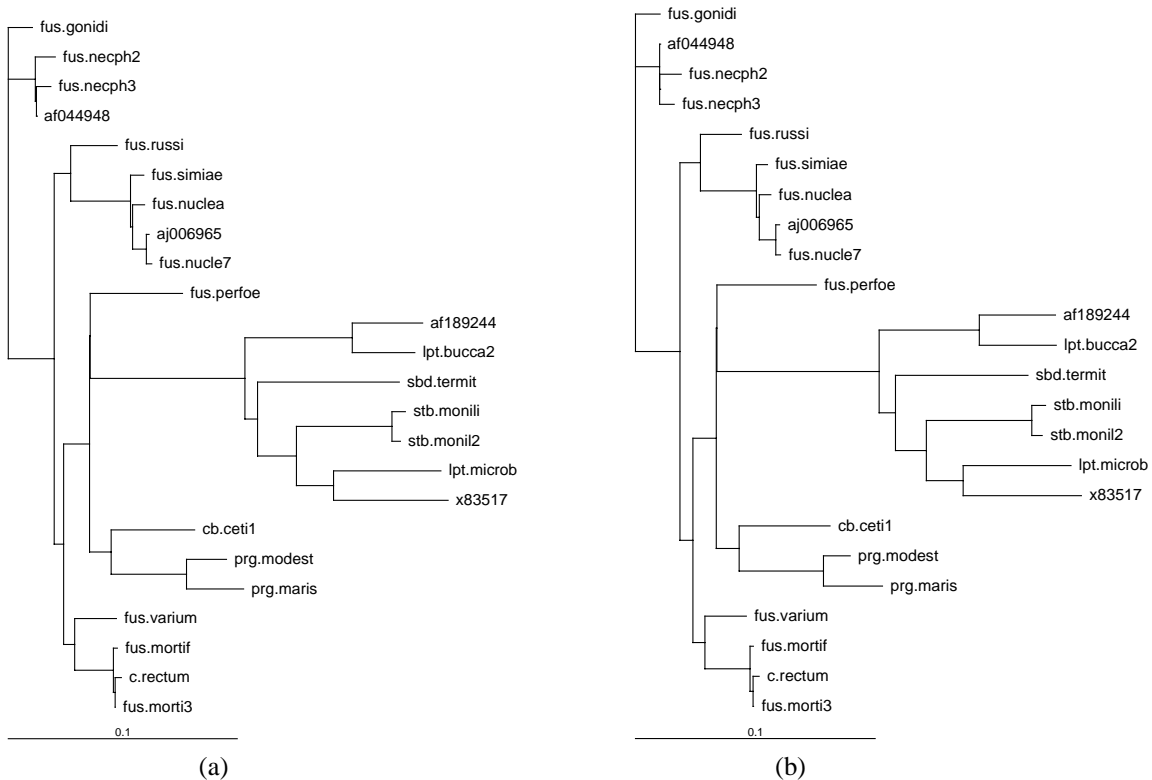 fus.gonidi
fus.necph2
fus.necph3
af044948
fus.russi
fus.simiae
fus.nuclea
aj006965
fus.nucle7
fus.perfoe
af189244
lpt.bucca2
sbd.termit
stb.monili
stb.monil2
lpt.microb
x83517
cb.ceti1
prg.modest
prg.maris
fus.varium
fus.mortif
c.rectum
fus.morti3
0.1
(a)
fus.gonidi
af044948
fus.necph2
fus.necph3
fus.russi
fus.simiae
fus.nuclea
aj006965
fus.nucle7
fus.perfoe
af189244
lpt.bucca2
sbd.termit
stb.monili
stb.monil2
lpt.microb
x83517
cb.ceti1
prg.modest
prg.maris
fus.varium
fus.mortif
c.rectum
fus.morti3
0.1
(b)